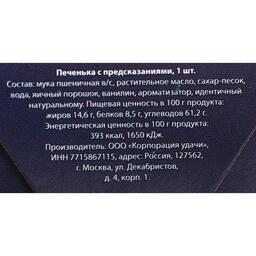 Печенька с предсказаниями, 1 шт.
Состав: мука пшеничная в/с, растительное масло, сахар-песок,
вода, яичный порошок, ванилин, ароматизатор, идентичный
натуральному. Пищевая ценность в 100 г продукта:
жиров 14,6 г, белков 8,5 г, углеводов 61,2 г.
Энергетическая ценность в 100 г продукта:
393 ккал, 1650 кДж.
Производитель: ООО «Корпорация удачи»,
ИНН 7715867115, адрес: Россия, 127562,
г. Москва, ул. Декабристов,
д. 4, корп. 1.